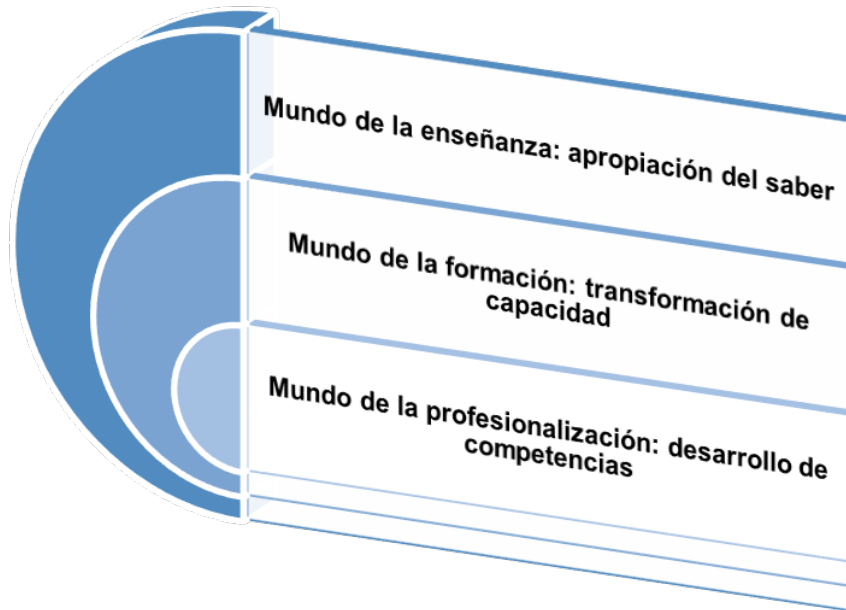 Mundo de la enseñanza: apropiación del saber
Mundo de la formación: transformación de
capacidad
Mundo de la profesionalización: desarrollo de
competencias